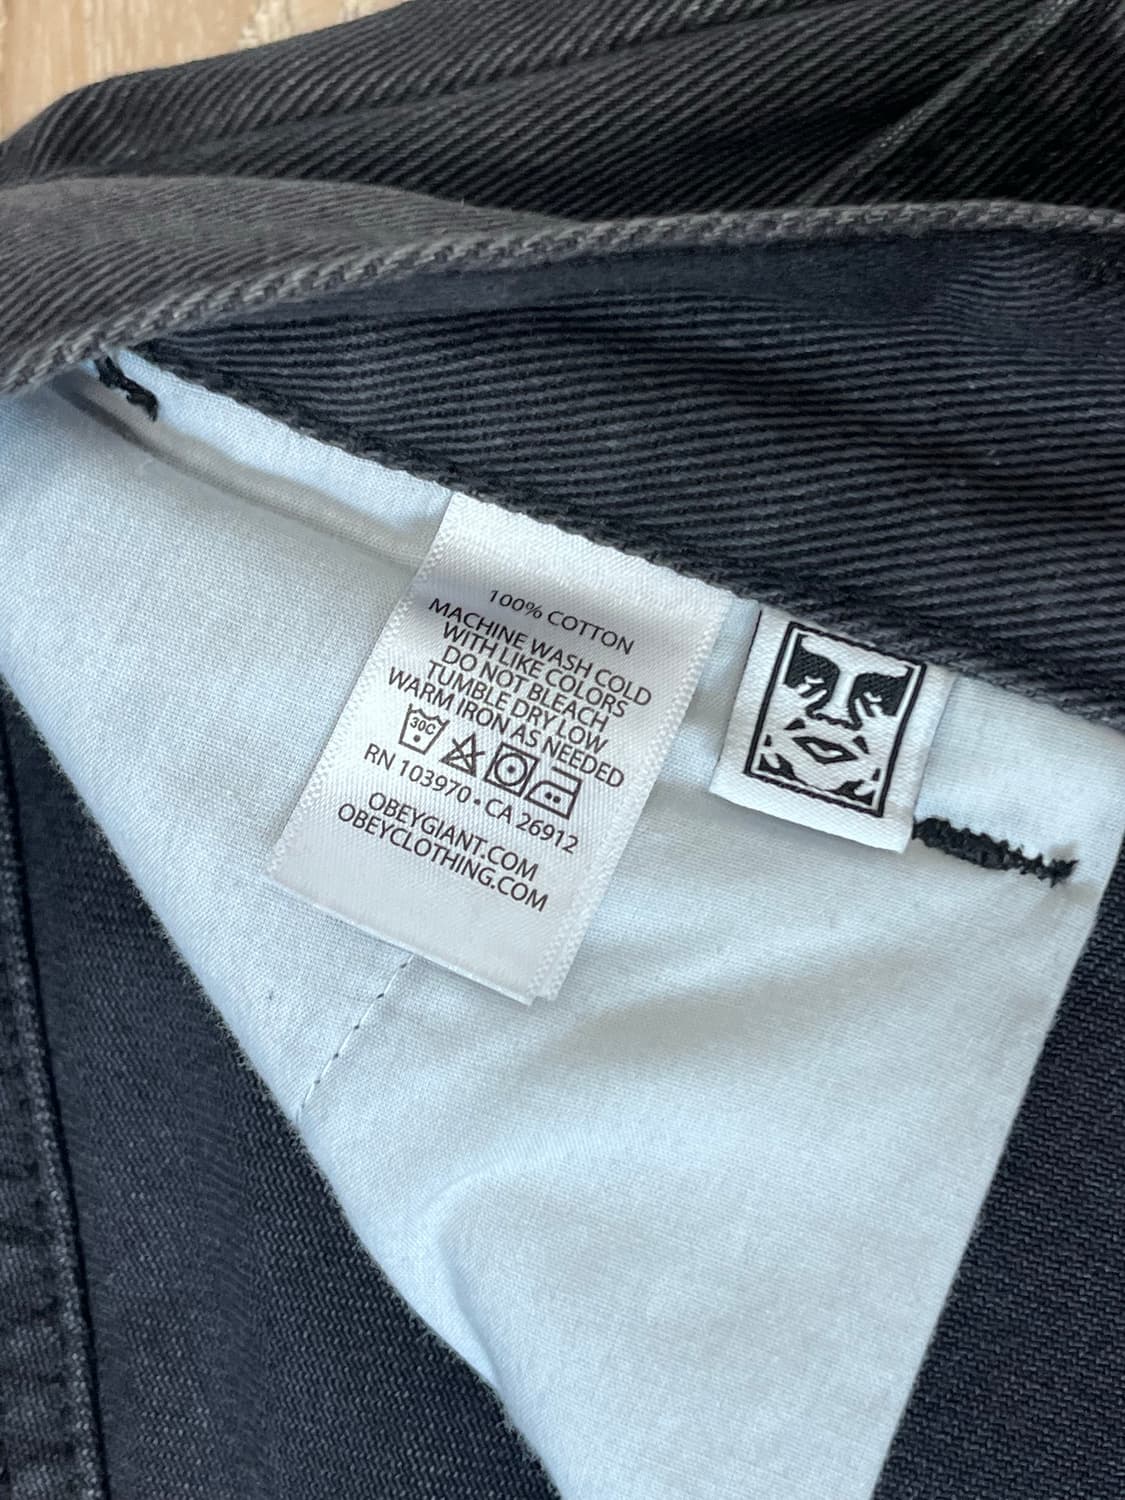 100% COTTON
MACHINE WASH COLD
WITH LIKE COLORS
DO NOT BLEACH
TUMBLE DRY LOW
WARM IRON AS NEEDED
30C
RN 103970 • CA 26912
OBEYGIANT.COM
OBEYCLOTHING.COM